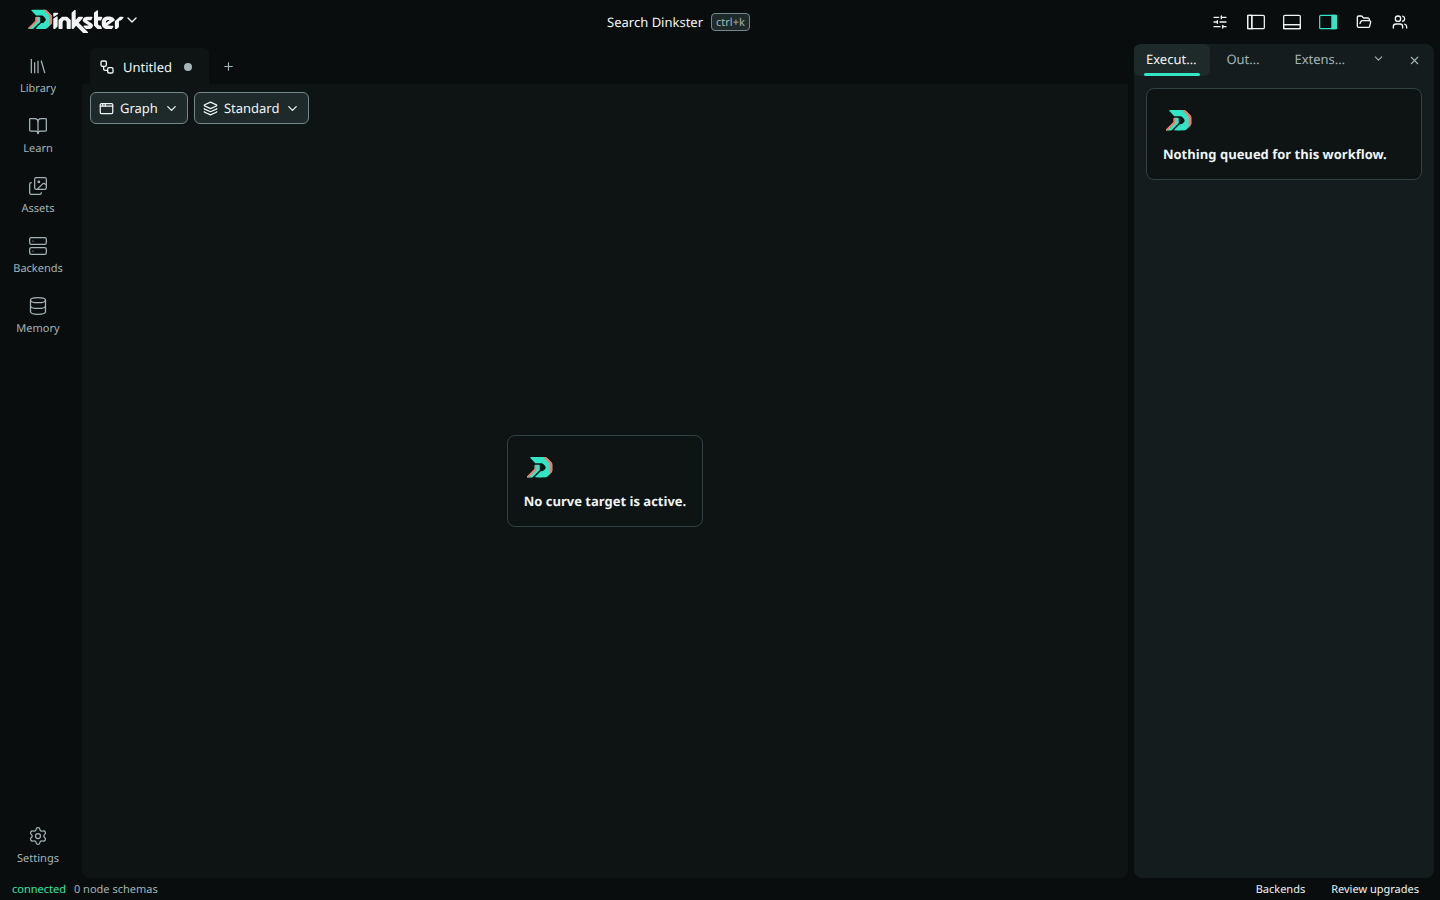 Dinkster
Search Dinkster ctrl+k
Library
Learn
Assets
Backends
Memory
Settings
Untitled
Graph
Standard
No curve target is active.
Execut... Out... Extens...
Nothing queued for this workflow.
connected 0 node schemas
Backends Review upgrades